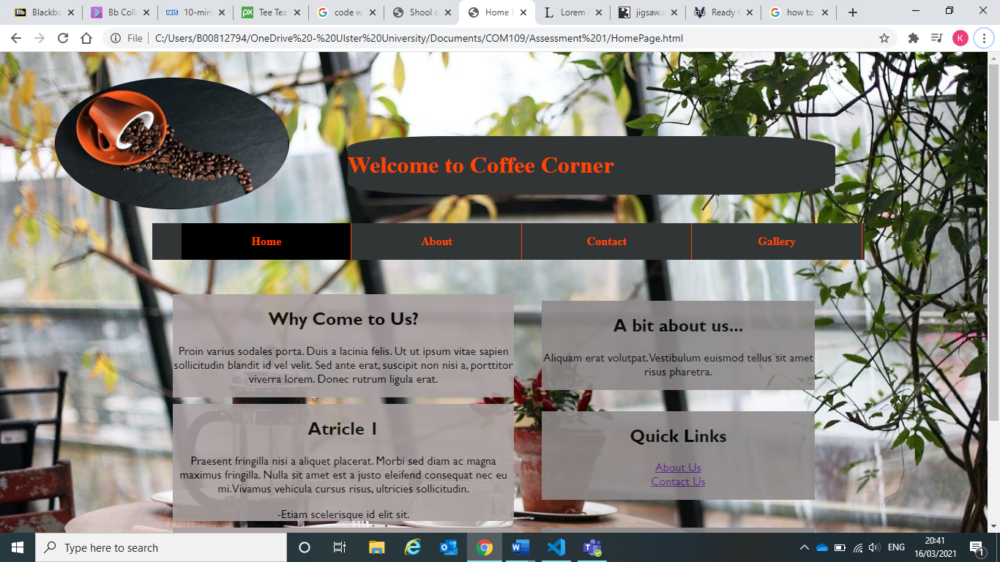 Blackbo
Bb Colla
10-min
Tee Tea
code w
Shool o
Home P
Lorem I
jigsaw.w
Ready t
how to
File
C:/Users/B00812794/OneDrive%20-%20Ulster%20University/Documents/COM109/Assessment%201/HomePage.html
K
Welcome to Coffee Corner
Home About Contact Gallery
Why Come to Us?
Proin varius sodales porta. Duis a lacinia felis. Ut ut ipsum vitae sapien
sollicitudin blandit id vel velit. Sed ante erat, suscipit non nisi a, porttitor
viverra lorem. Donec rutrum ligula erat.
A bit about us...
Aliquam erat volutpat. Vestibulum euismod tellus sit amet
risus pharetra.
Atricle 1
Praesent fringilla nisi a aliquet placerat. Morbi sed diam ac magna
maximus fringilla. Nulla sit amet est a justo eleifend consequat nec eu
mi. Vivamus vehicula cursus risus, ultricies sollicitudin.
-Etiam scelerisque id elit sit.
Quick Links
About Us
Contact Us
Type here to search
ENG
20:41
16/03/2021
1